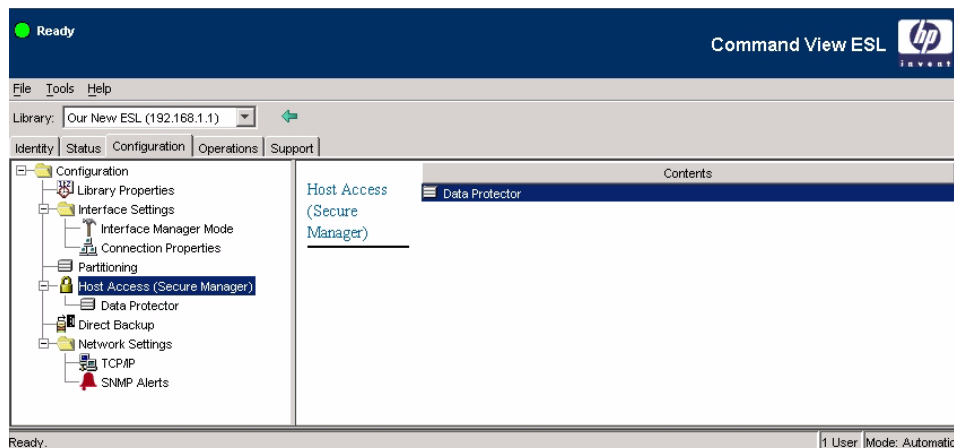 Ready
Command View ESL
hp
invent
File Tools Help
Library: Our New ESL (192.168.1.1)
Identity Status Configuration Operations Support
Configuration
Library Properties
Interface Settings
Interface Manager Mode
Connection Properties
Partitioning
Host Access (Secure Manager)
Data Protector
Direct Backup
Network Settings
TCP/IP
SNMP Alerts
Host Access
(Secure
Manager)
Contents
Data Protector
Ready.
1 User Mode: Automatic